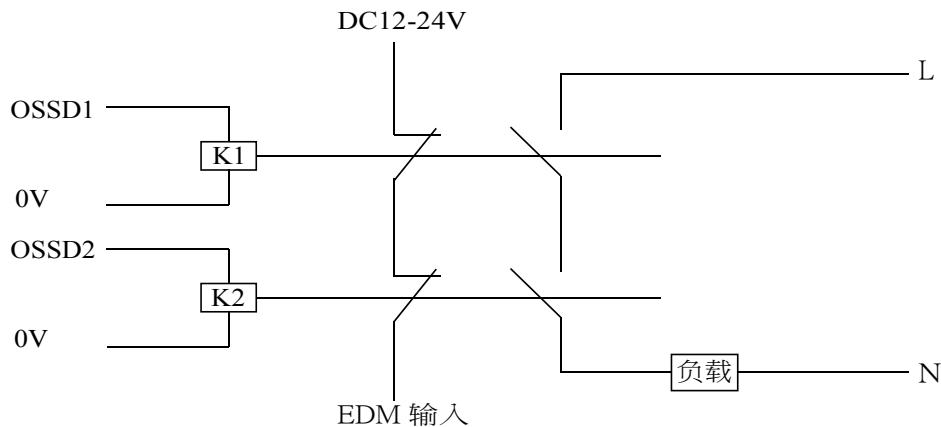 DC12-24V
L
OSSD1
K1
0V
OSSD2
K2
0V
负载
N
EDM 输入